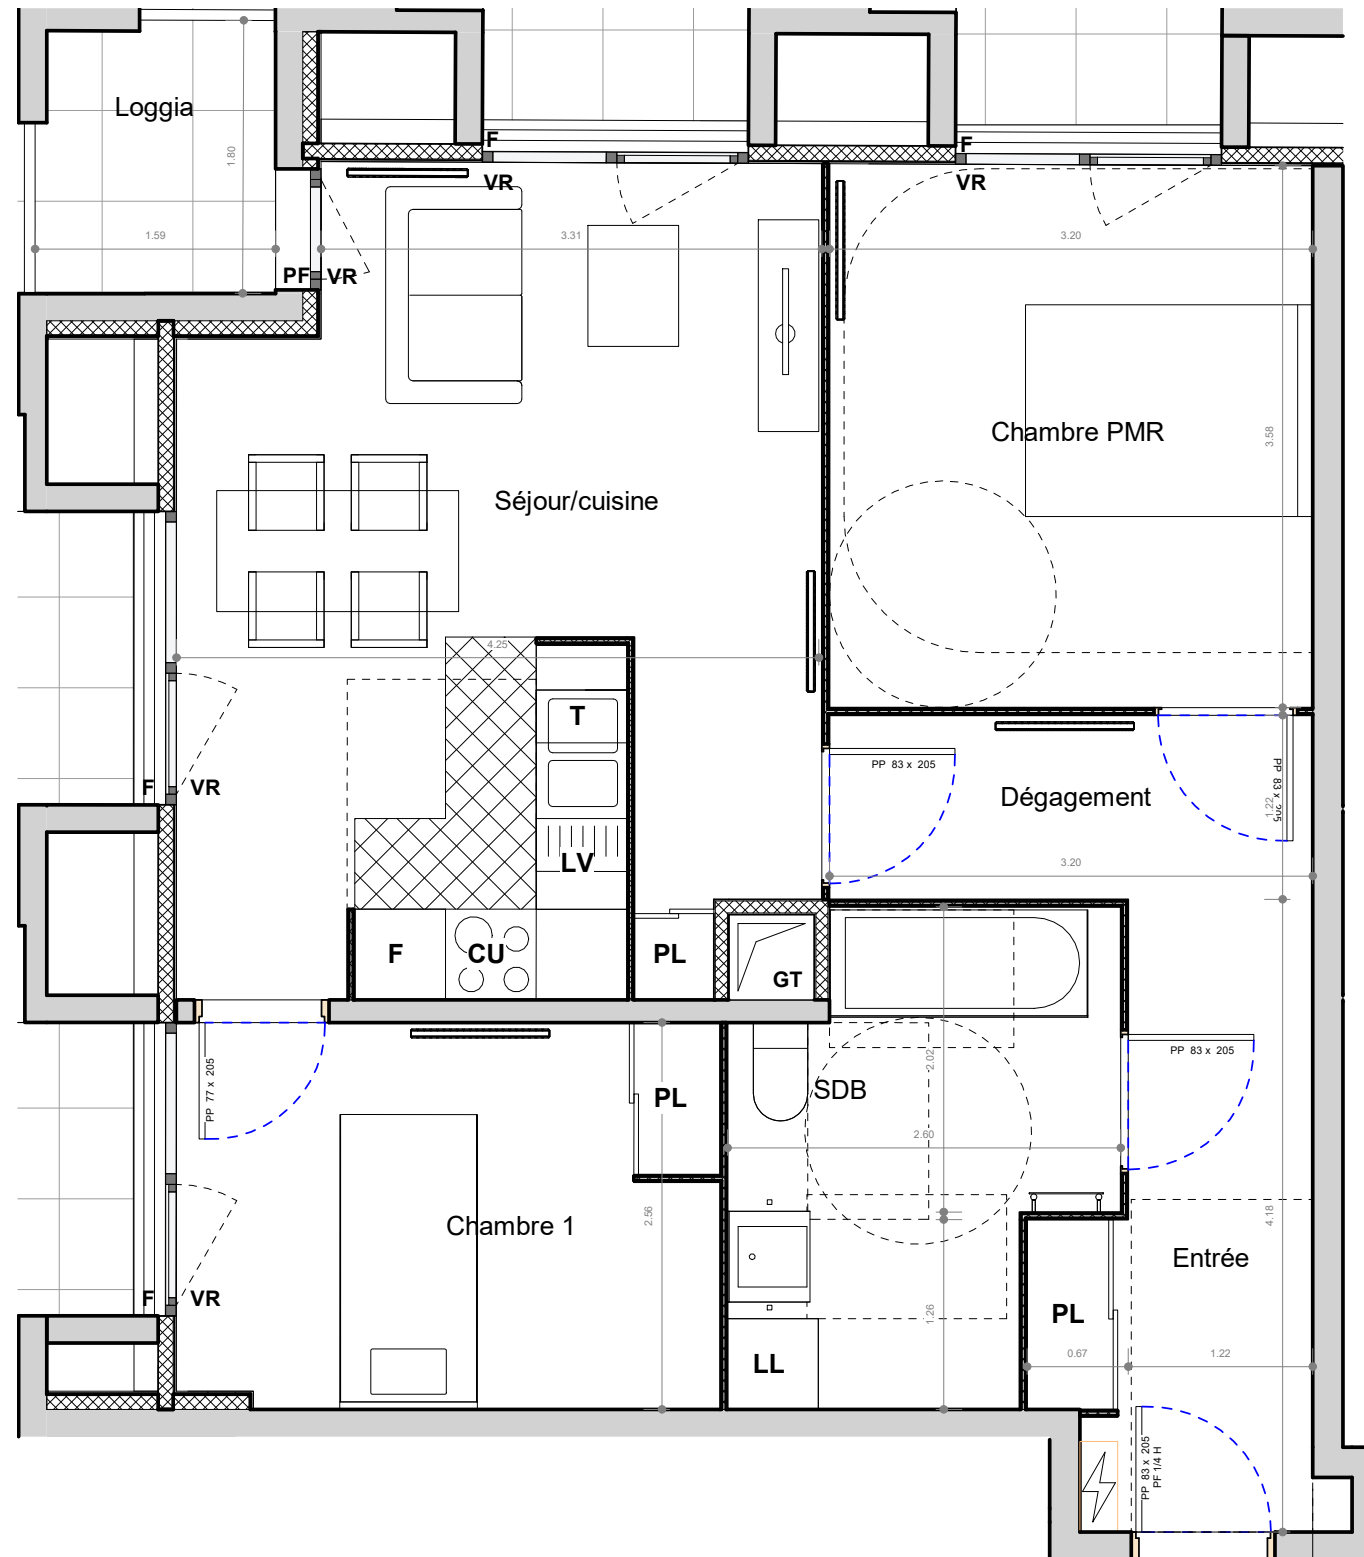 Loggia
1.80
1.59
PF VR
F
VR
3.31
F
VR
3.20
Chambre PMR
3.58
Séjour/cuisine
4.25
T
LV
F
VR
F
CU
PL
GT
PP 83 x 205
Dégagement
PP 83 x 205
1.22
3.20
PP 77 x 205
PL
SDB
2.02
2.60
PP 83 x 205
Chambre 1
2.56
4.18
Entrée
F
VR
1.26
PL
LL
0.67
1.22
PP 83 x 205
PF 1/4 H